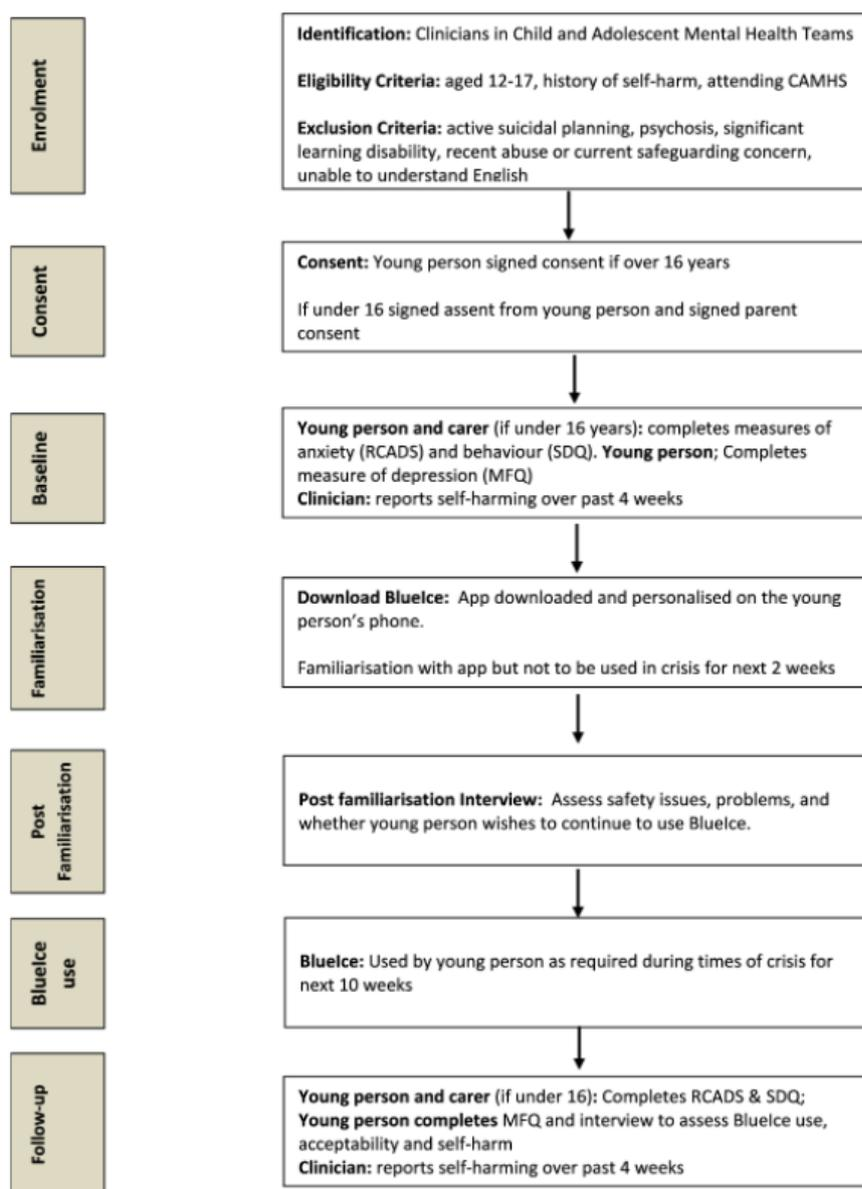 Enrolment
Identification: Clinicians in Child and Adolescent Mental Health Teams
Eligibility Criteria: aged 12-17, history of self-harm, attending CAMHS
Exclusion Criteria: active suicidal planning, psychosis, significant
learning disability, recent abuse or current safeguarding concern,
unable to understand English
Consent
Consent: Young person signed consent if over 16 years
If under 16 signed assent from young person and signed parent
consent
Baseline
Young person and carer (if under 16 years): completes measures of
anxiety (RCADS) and behaviour (SDQ). Young person; Completes
measure of depression (MFQ)
Clinician: reports self-harming over past 4 weeks
Familiarisation
Download BlueIce: App downloaded and personalised on the young
person's phone.
Familiarisation with app but not to be used in crisis for next 2 weeks
Post
Familiarisation
Post familiarisation Interview: Assess safety issues, problems, and
whether young person wishes to continue to use BlueIce.
BlueIce
use
BlueIce: Used by young person as required during times of crisis for
next 10 weeks
Follow-up
Young person and carer (if under 16): Completes RCADS & SDQ;
Young person completes MFQ and interview to assess BlueIce use,
acceptability and self-harm
Clinician: reports self-harming over past 4 weeks